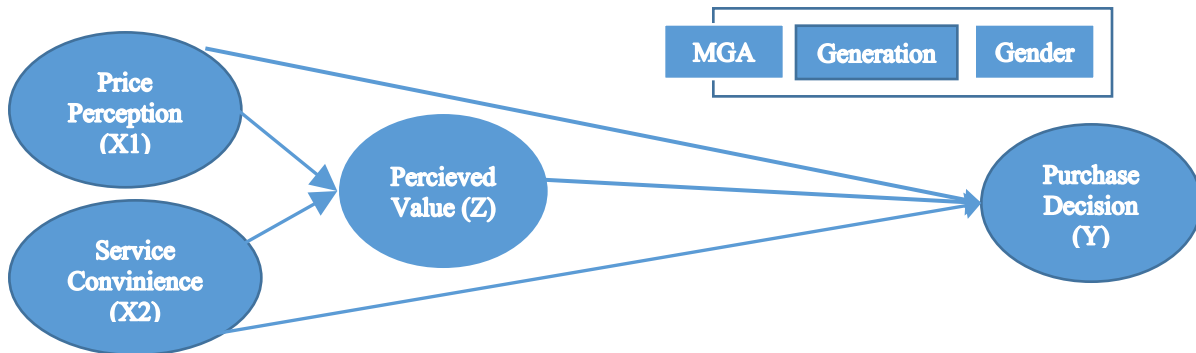 MGA
Generation
Gender
Price
Perception
(X1)
Percieved
Value (Z)
Purchase
Decision
(Y)
Service
Convinience
(X2)